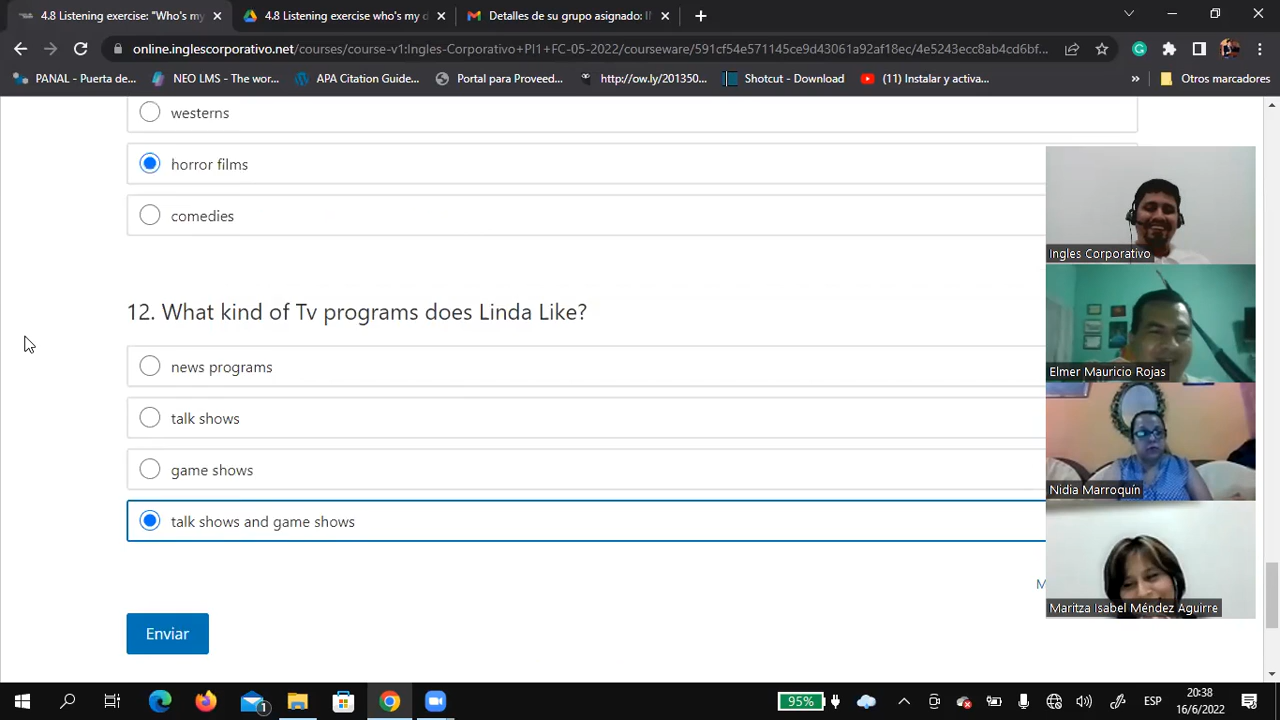 4.8 Listening exercise: "Who's my
4.8 Listening exercise who's my d
Detalles de su grupo asignado: I
online.inglescorporativo.net/courses/course-v1:Ingles-Corporativo+PI1+FC-05-2022/courseware/591cf54e571145ce9d43061a92af18ec/4e5243ecc8ab4cd6bf...
PANAL - Puerta de...
NEO LMS - The wor...
APA Citation Guide...
Portal para Proveed...
http://ow.ly/201350...
Shotcut - Download
(11) Instalar y activa...
»
Otros marcadores
westerns
horror films
comedies
12. What kind of Tv programs does Linda Like?
news programs
talk shows
game shows
talk shows and game shows
Enviar
Ingles Corporativo
Elmer Mauricio Rojas
Nidia Marroquín
Maritza Isabel Méndez Aguirre
1
95%
ESP
20:38
16/6/2022